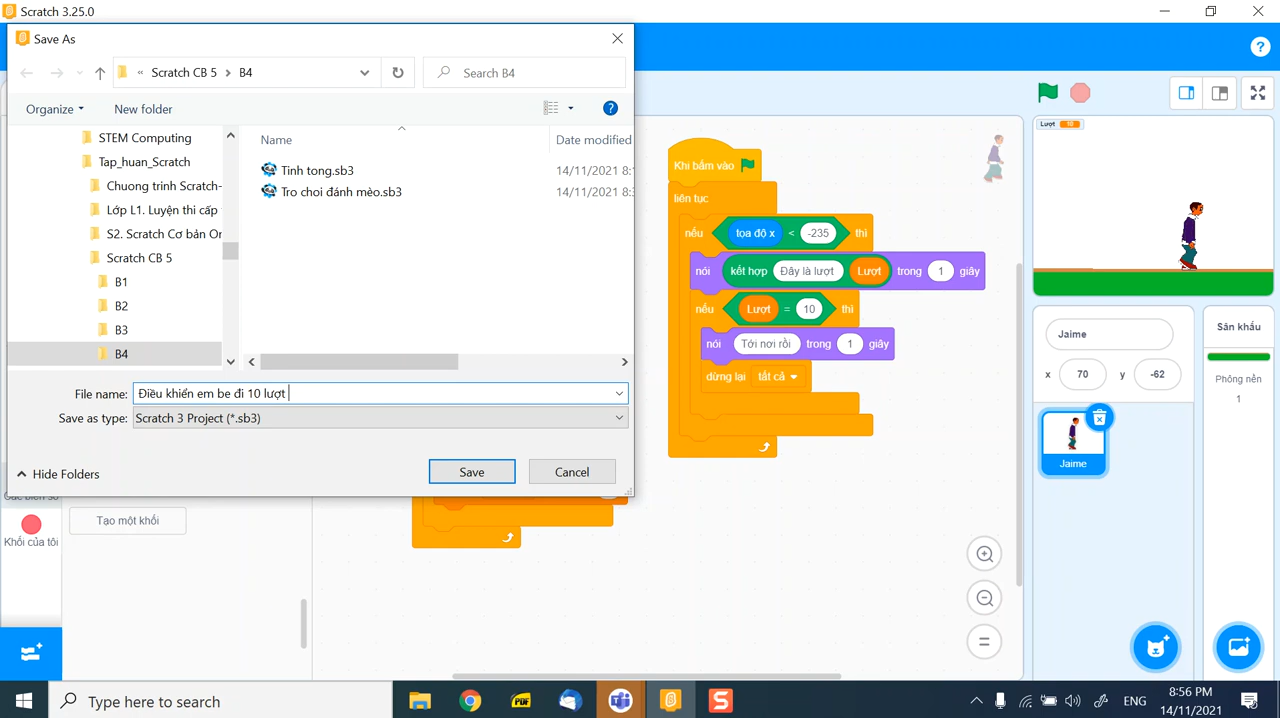 Scratch 3.25.0
Save As
« Scratch CB 5 › B4
Search B4
Organize
New folder
Name
Date modified
STEM Computing
Tap_huan_Scratch
Chuong trinh Scratch-
Lớp L1. Luyện thi cấp
S2. Scratch Cơ bản Or
Scratch CB 5
B1
B2
B3
B4
Tinh tong.sb3
14/11/2021 8:
Tro choi đánh mèo.sb3
14/11/2021 8:
File name:
Điều khiển em be đi 10 lượt
Save as type:
Scratch 3 Project (*.sb3)
Hide Folders
Save
Cancel
Các biến số
Tạo một khối
Khối của tôi
Khi bấm vào
liên tục
nếu tọa độ x < -235 thì
nói kết hợp Đây là lượt Lượt trong 1 giây
nếu Lượt = 10 thì
nói Tới nơi rồi trong 1 giây
dừng lại tất cả
Lượt 10
Jaime
x 70 y -62
Jaime
Sân khấu
Phông nền
1
Type here to search
PDF
ENG
8:56 PM
14/11/2021